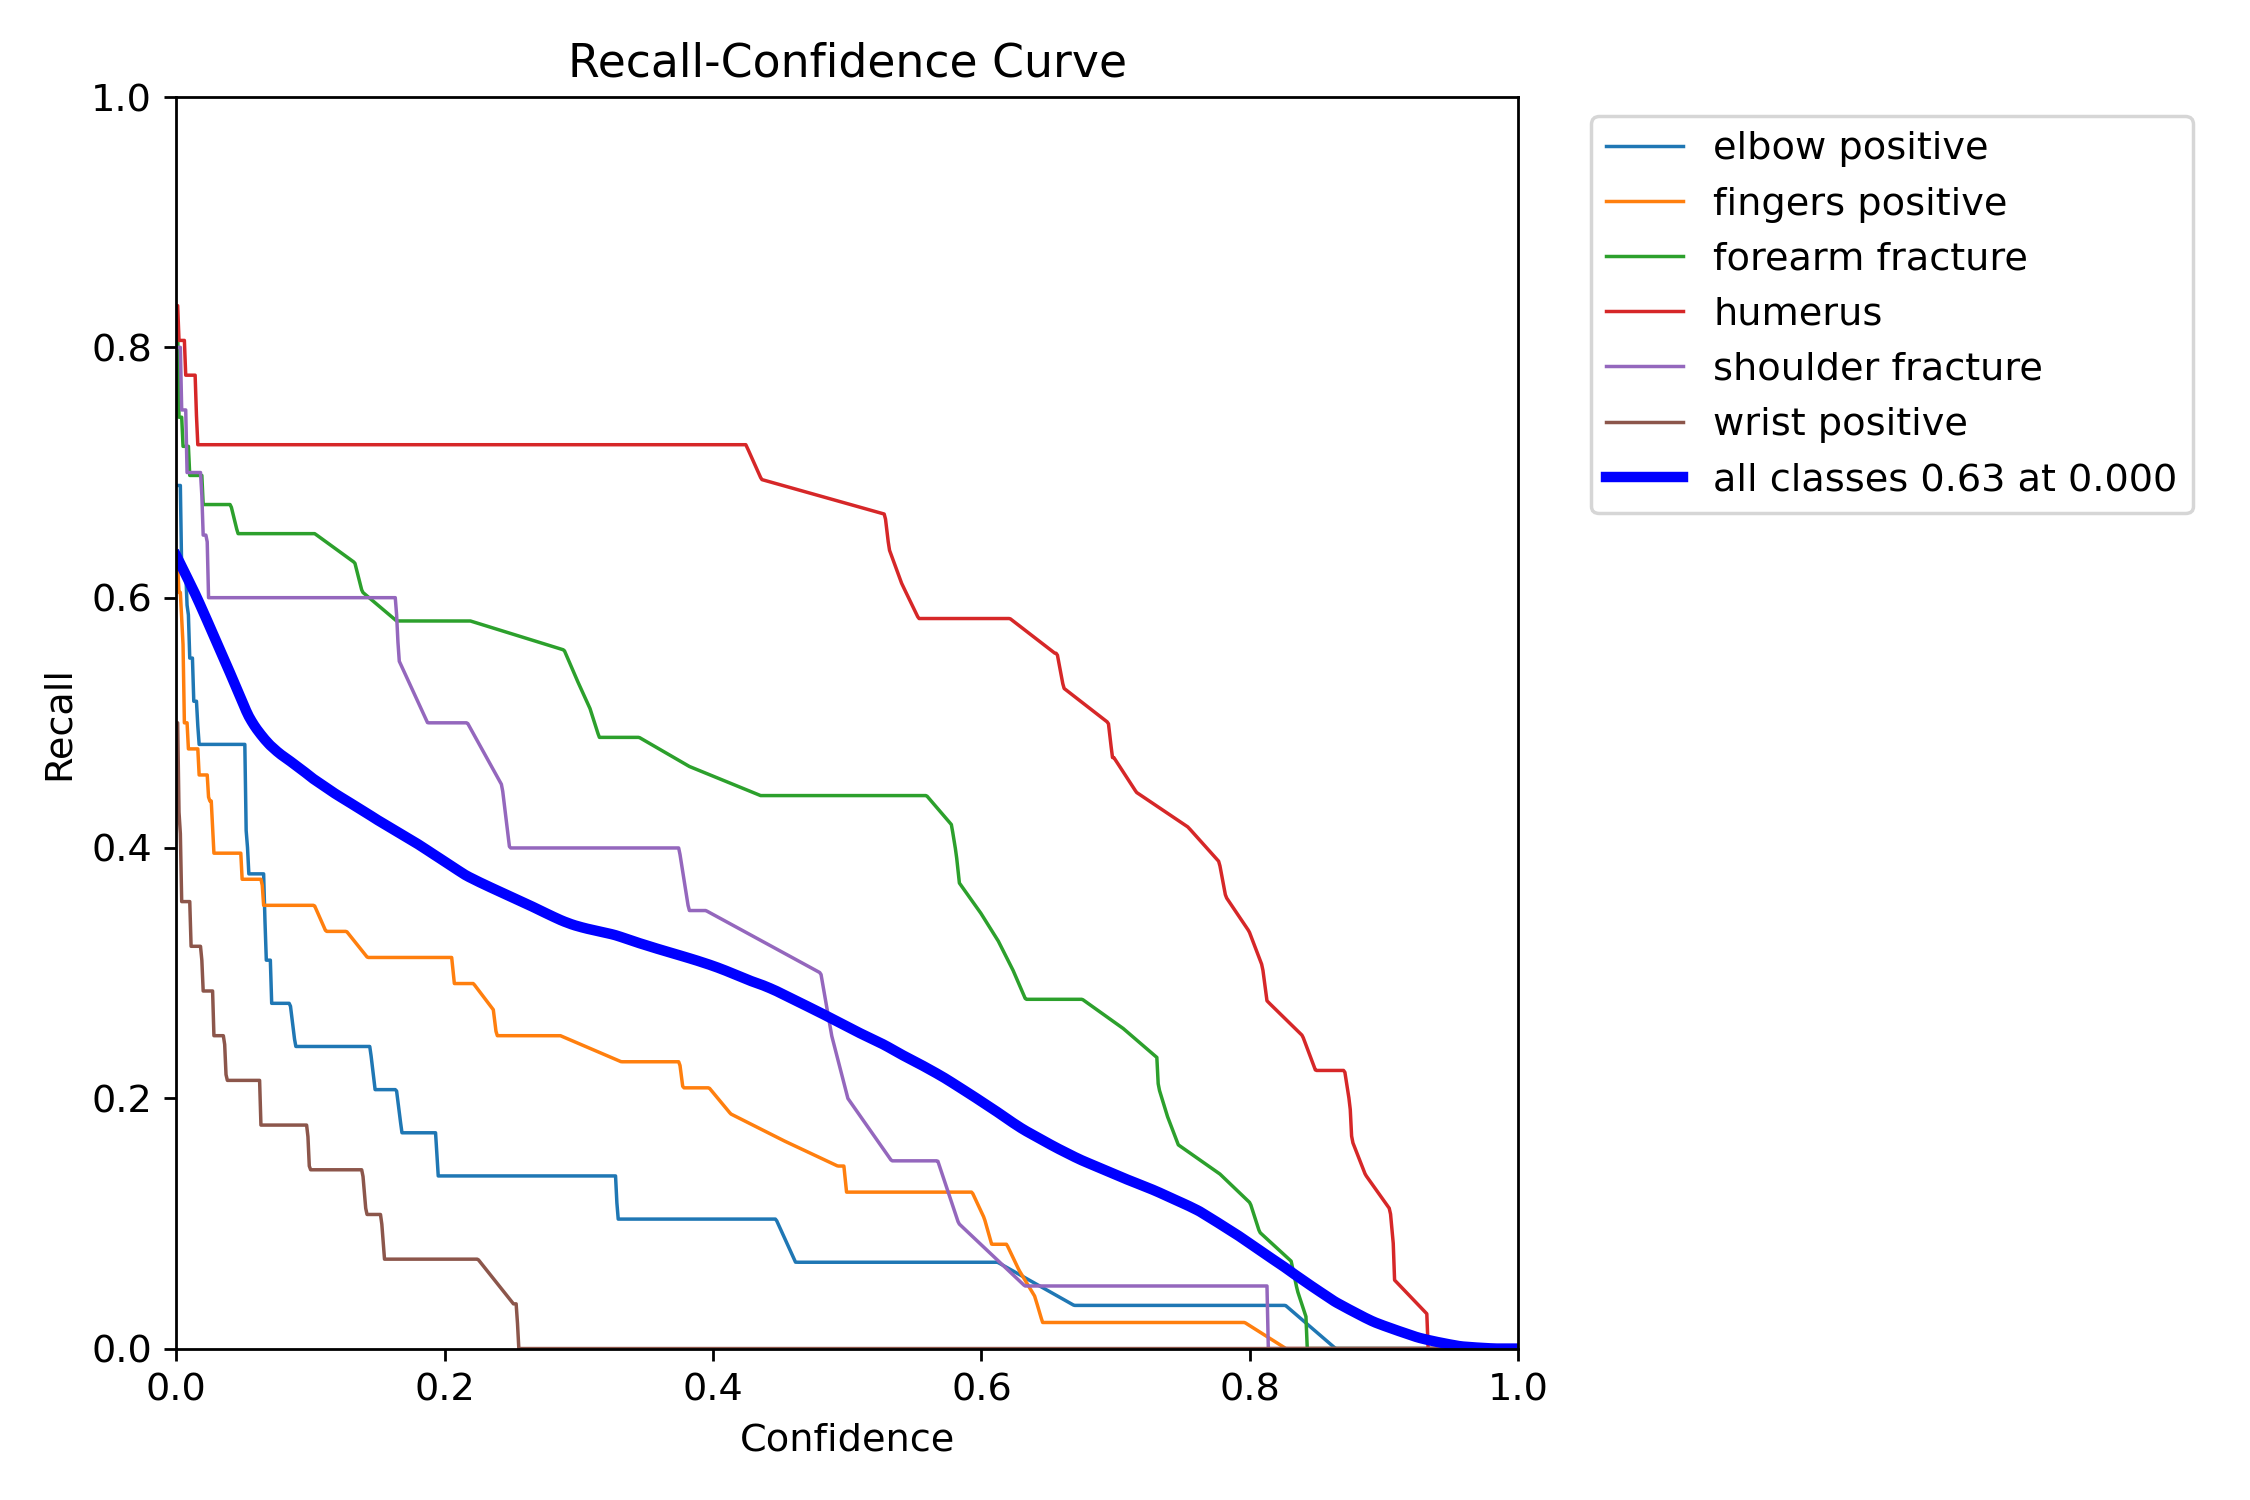 Recall-Confidence Curve
1.0
0.8
0.6
0.4
0.2
0.0
Recall
0.0 0.2 0.4 0.6 0.8 1.0
Confidence
elbow positive
fingers positive
forearm fracture
humerus
shoulder fracture
wrist positive
all classes 0.63 at 0.000